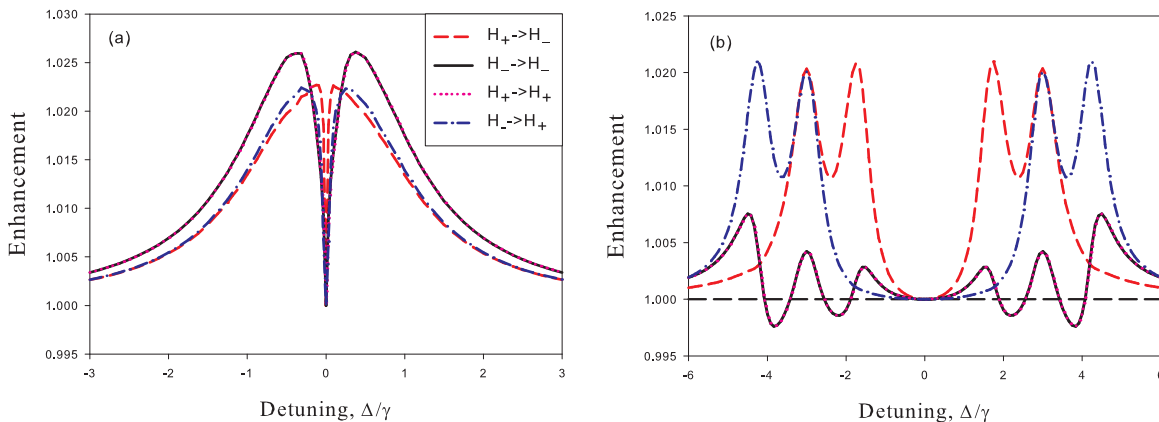 (a)
H+->H−
H−->H−
H+->H+
H−->H+
1.030
1.025
1.020
1.015
1.010
1.005
1.000
0.995
-3
-2
-1
0
1
2
3
Enhancement
Detuning, Δ/γ
(b)
1.025
1.020
1.015
1.010
1.005
1.000
0.995
-6
-4
-2
0
2
4
6
Enhancement
Detuning, Δ/γ